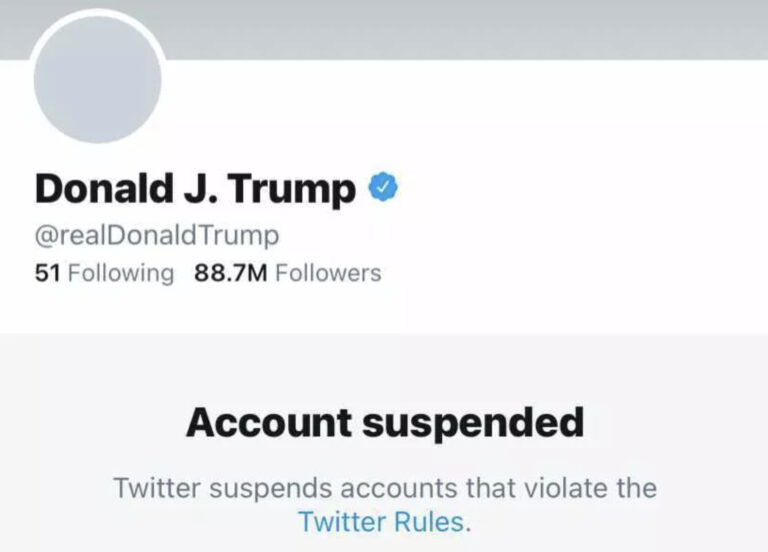 Donald J. Trump
@realDonaldTrump
51 Following 88.7M Followers
Account suspended
Twitter suspends accounts that violate the
Twitter Rules.